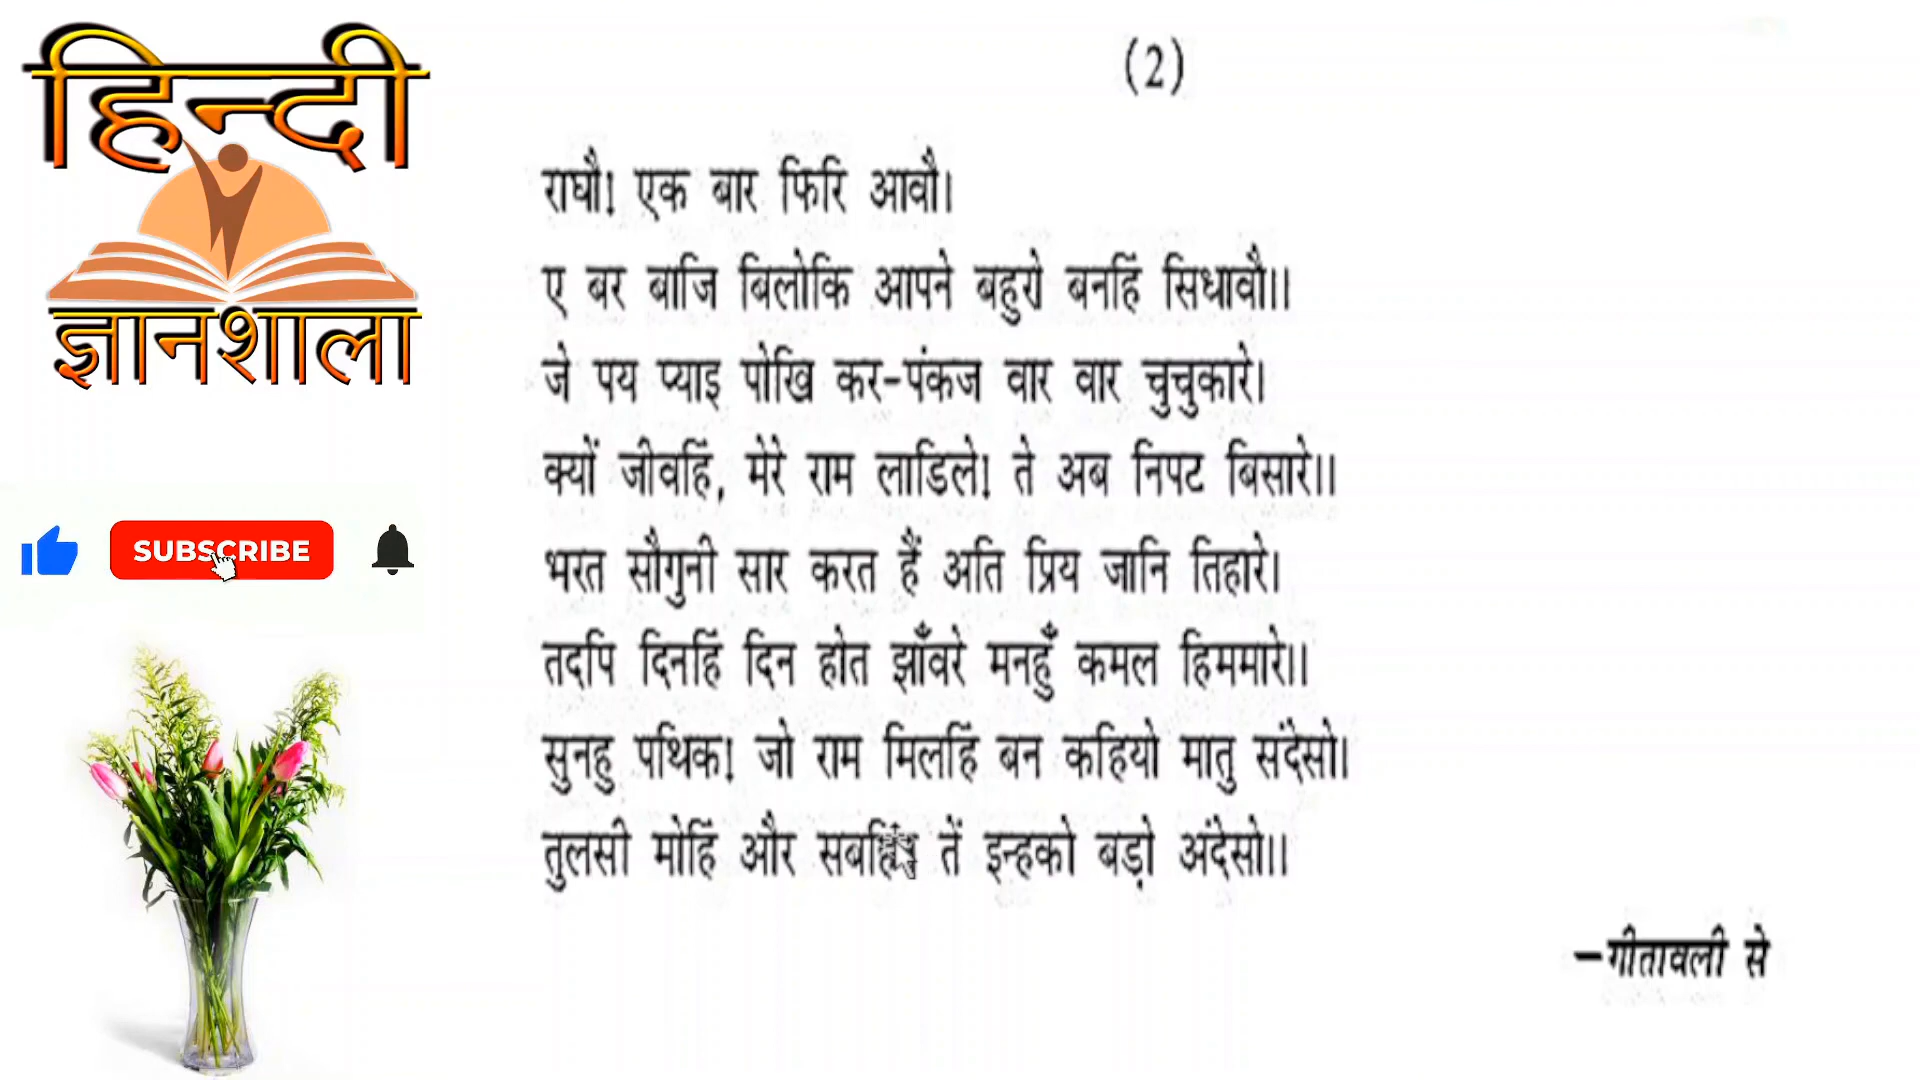 हिन्दी
ज्ञानशाला
SUBSCRIBE
(2)
राघौ! एक बार फिरि आवौ।
ए बर बाजि बिलोकि आपने बहुरो बनहिं सिधावौ।।
जे पय प्याइ पोखि कर-पंकज वार वार चुचुकारे।
क्यों जीवहिं, मेरे राम लाडिले! ते अब निपट बिसारे।।
भरत सौगुनी सार करत हैं अति प्रिय जानि तिहारे।
तदपि दिनहिं दिन होत झाँवरे मनहुँ कमल हिममारे।।
सुनहु पथिक! जो राम मिलहिं बन कहियो मातु संदेसो।
तुलसी मोहिं और सबहिन तें इन्हको बड़ो अंदेसो।।
—गीतावली से